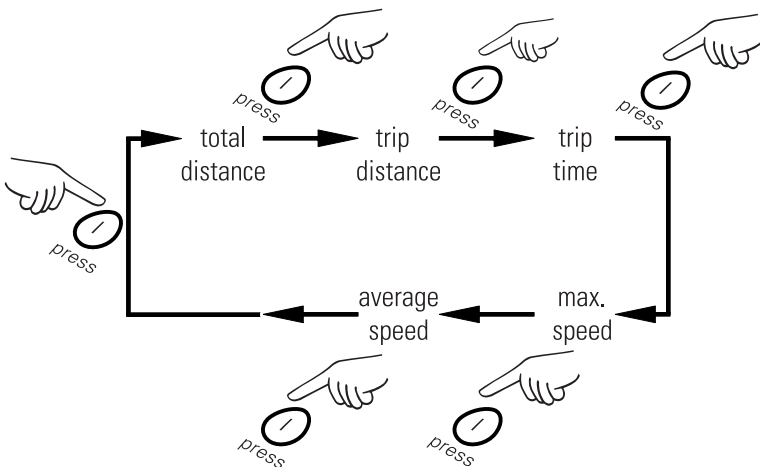 press
press
press
total
distance
trip
distance
trip
time
press
average
speed
max.
speed
press
press